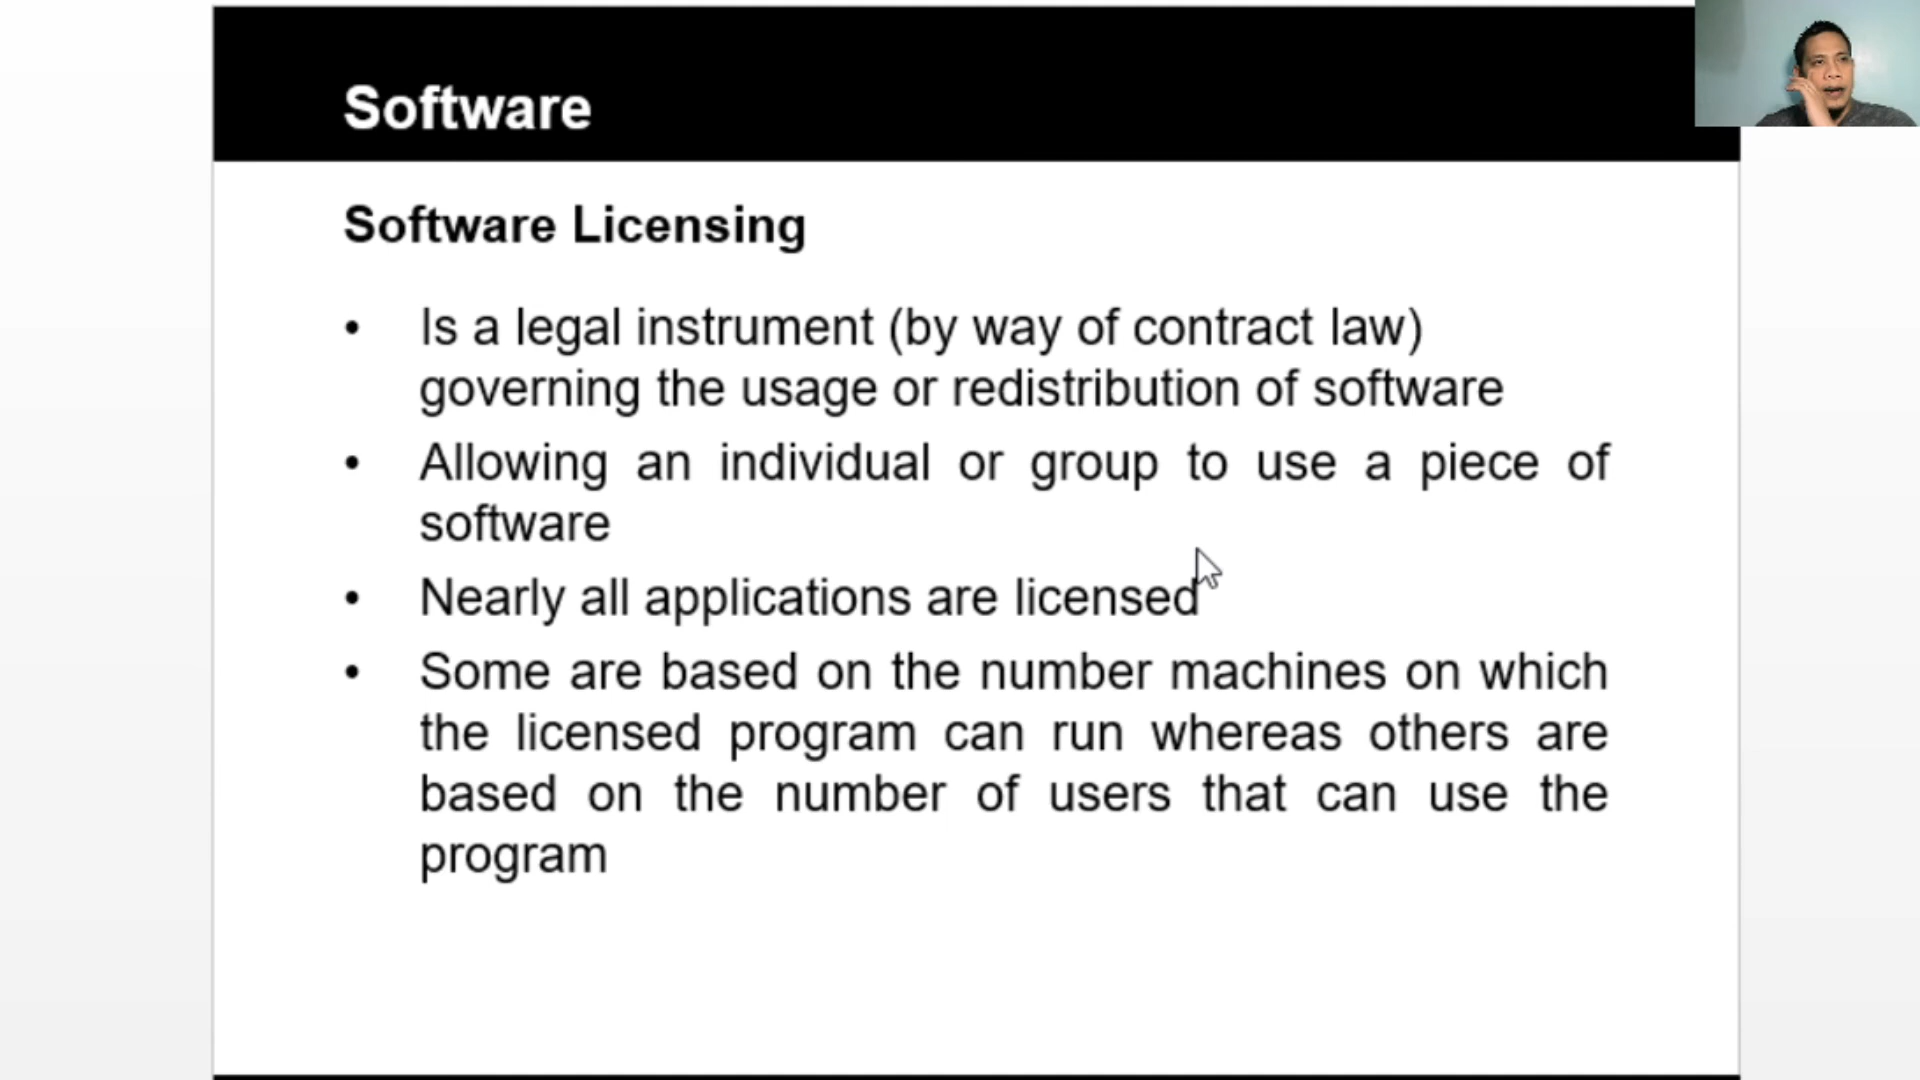 Software
Software Licensing
• Is a legal instrument (by way of contract law)
governing the usage or redistribution of software
• Allowing an individual or group to use a piece of
software
• Nearly all applications are licensed
• Some are based on the number machines on which
the licensed program can run whereas others are
based on the number of users that can use the
program